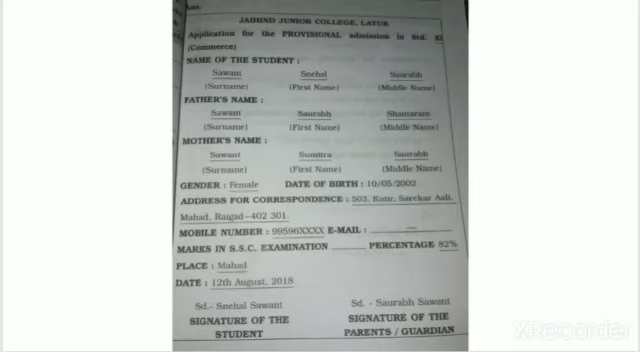 Ans.
JAIHIND JUNIOR COLLEGE, LATUR
Application for the PROVISIONAL admission in Std. XI
(Commerce)
NAME OF THE STUDENT :
Sawant Snehal Saurabh
(Surname) (First Name) (Middle Name)
FATHER'S NAME :
Sawant Saurabh Shantaram
(Surname) (First Name) (Middle Name)
MOTHER'S NAME :
Sawant Sumitra Saurabh
(Surname) (First Name) (Middle Name)
GENDER : Female DATE OF BIRTH : 10/05/2002
ADDRESS FOR CORRESPONDENCE : 503, Kutir, Sarekar Aali,
Mahad, Raigad-402 301.
MOBILE NUMBER : 99596XXXX E-MAIL :
MARKS IN S.S.C. EXAMINATION PERCENTAGE 82%
PLACE : Mahad
DATE : 12th August, 2018
Sd.- Snehal Sawant Sd. - Saurabh Sawant
SIGNATURE OF THE SIGNATURE OF THE
STUDENT PARENTS / GUARDIAN
XRecorder